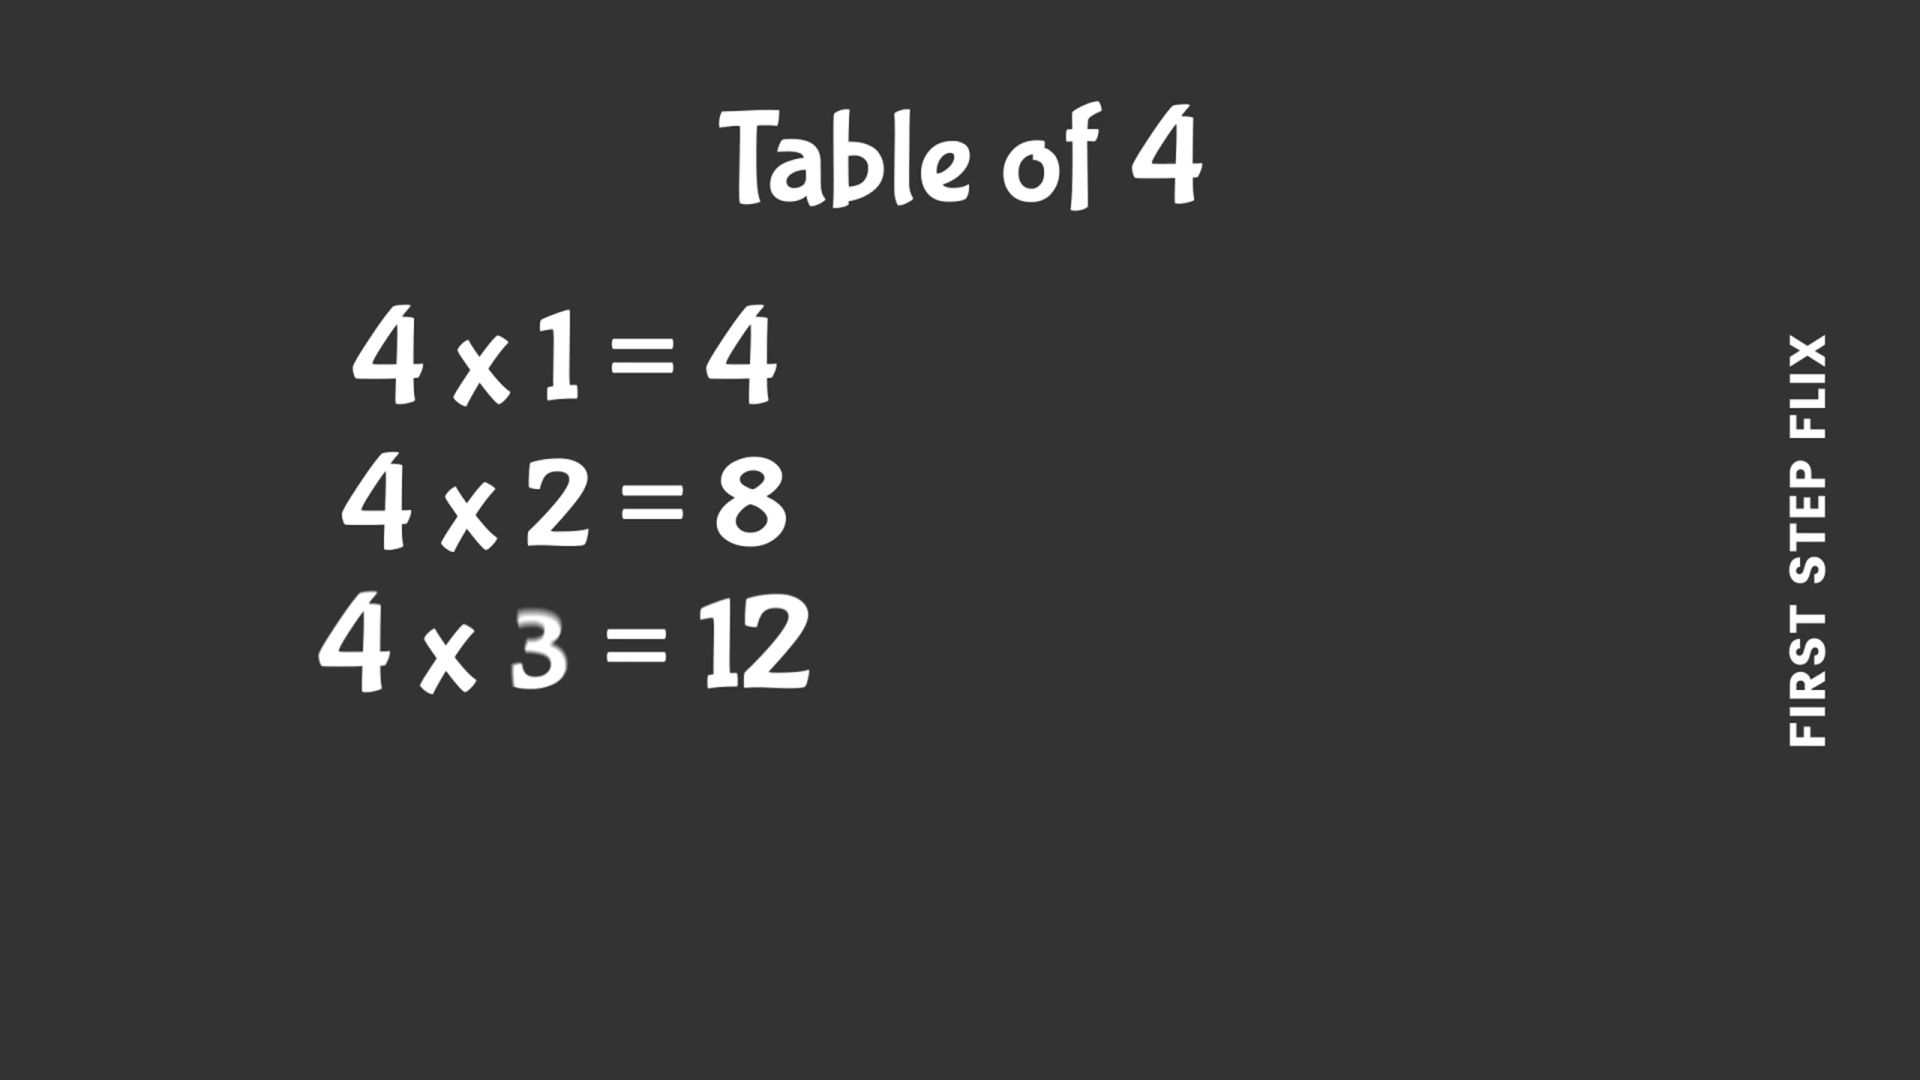 Table of 4
4 x 1 = 4
4 x 2 = 8
4 x 3 = 12
FIRST STEP FLIX